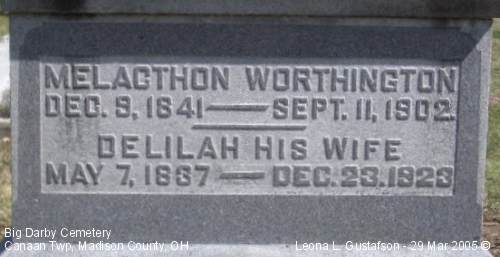 MELACTHON WORTHINGTON
DEC. 9, 1841 — SEPT. 11, 1902.
DELILAH HIS WIFE
MAY 7, 1837 — DEC. 23. 1923
Big Darby Cemetery
Canaan Twp, Madison County, OH.
Leona L. Gustafson - 29 Mar 2005 ©